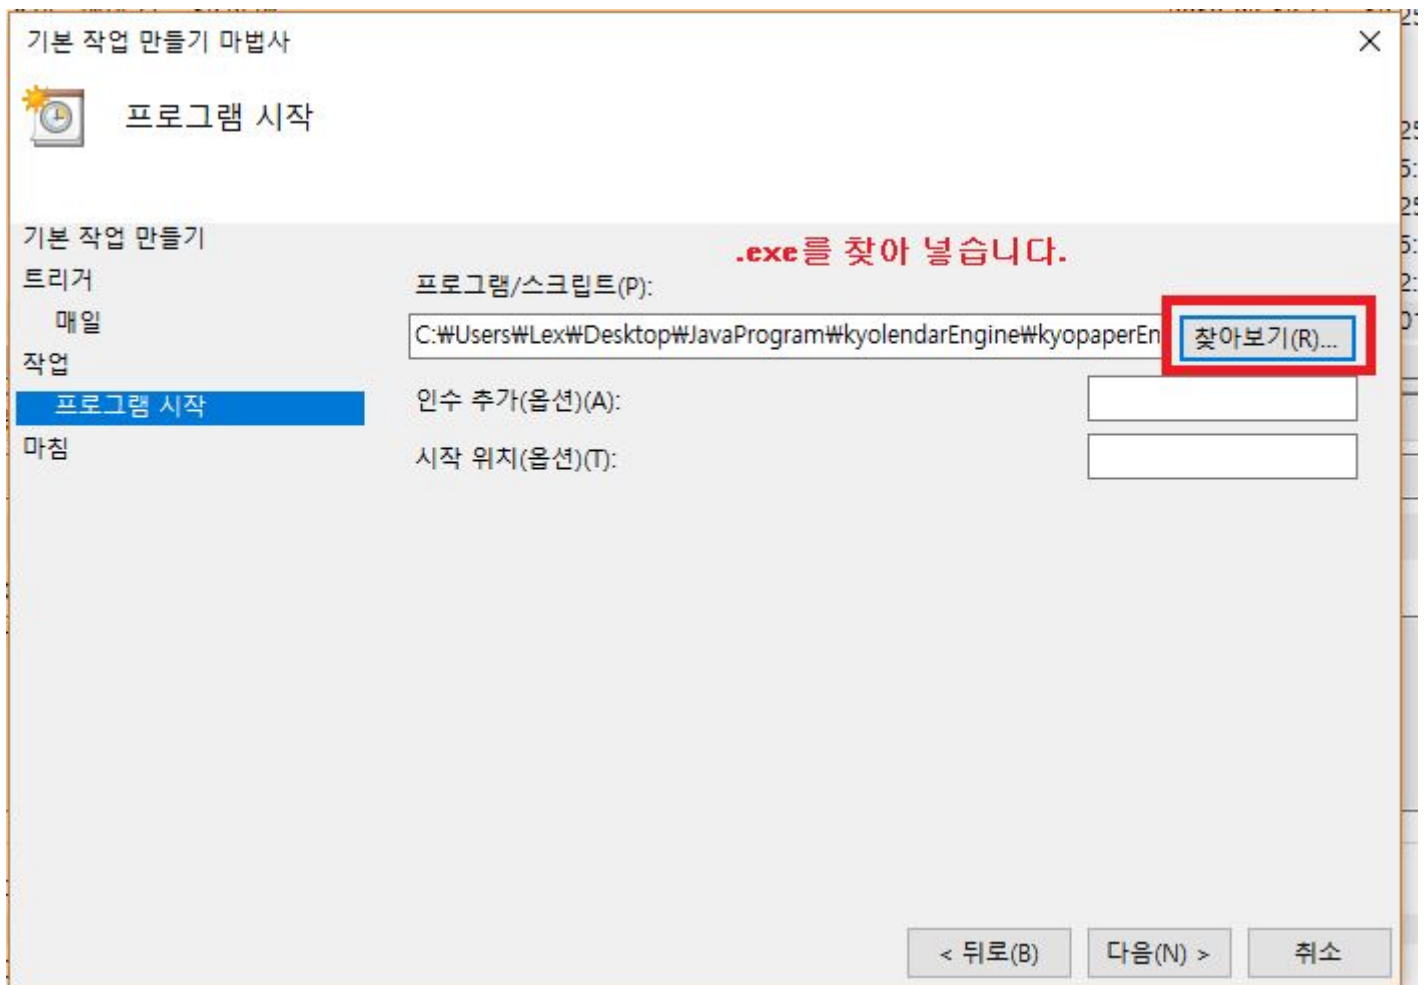 기본 작업 만들기 마법사
프로그램 시작
기본 작업 만들기
트리거
매일
작업
프로그램 시작
마침
.exe를 찾아 넣습니다.
프로그램/스크립트(P):
C:₩Users₩Lex₩Desktop₩JavaProgram₩kyolendarEngine₩kyopaperEn
찾아보기(R)...
인수 추가(옵션)(A):
시작 위치(옵션)(T):
< 뒤로(B)
다음(N) >
취소